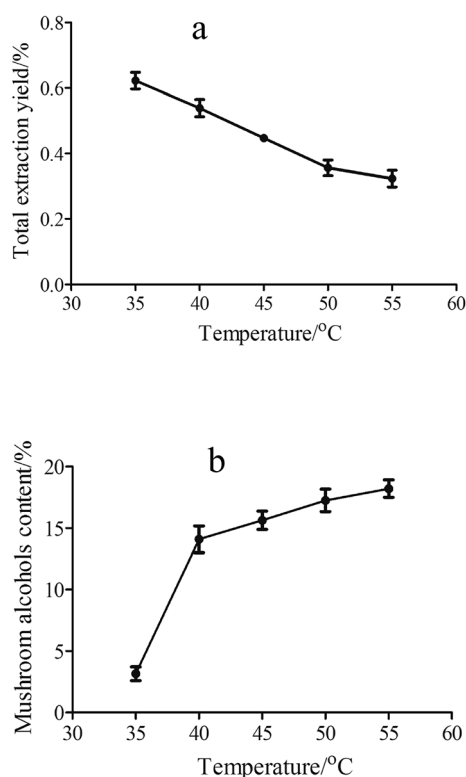 a
Total extraction yield/%
0.8
0.6
0.4
0.2
0.0
30 35 40 45 50 55 60
Temperature/°C
b
Mushroom alcohols content/%
20
15
10
5
0
30 35 40 45 50 55 60
Temperature/°C